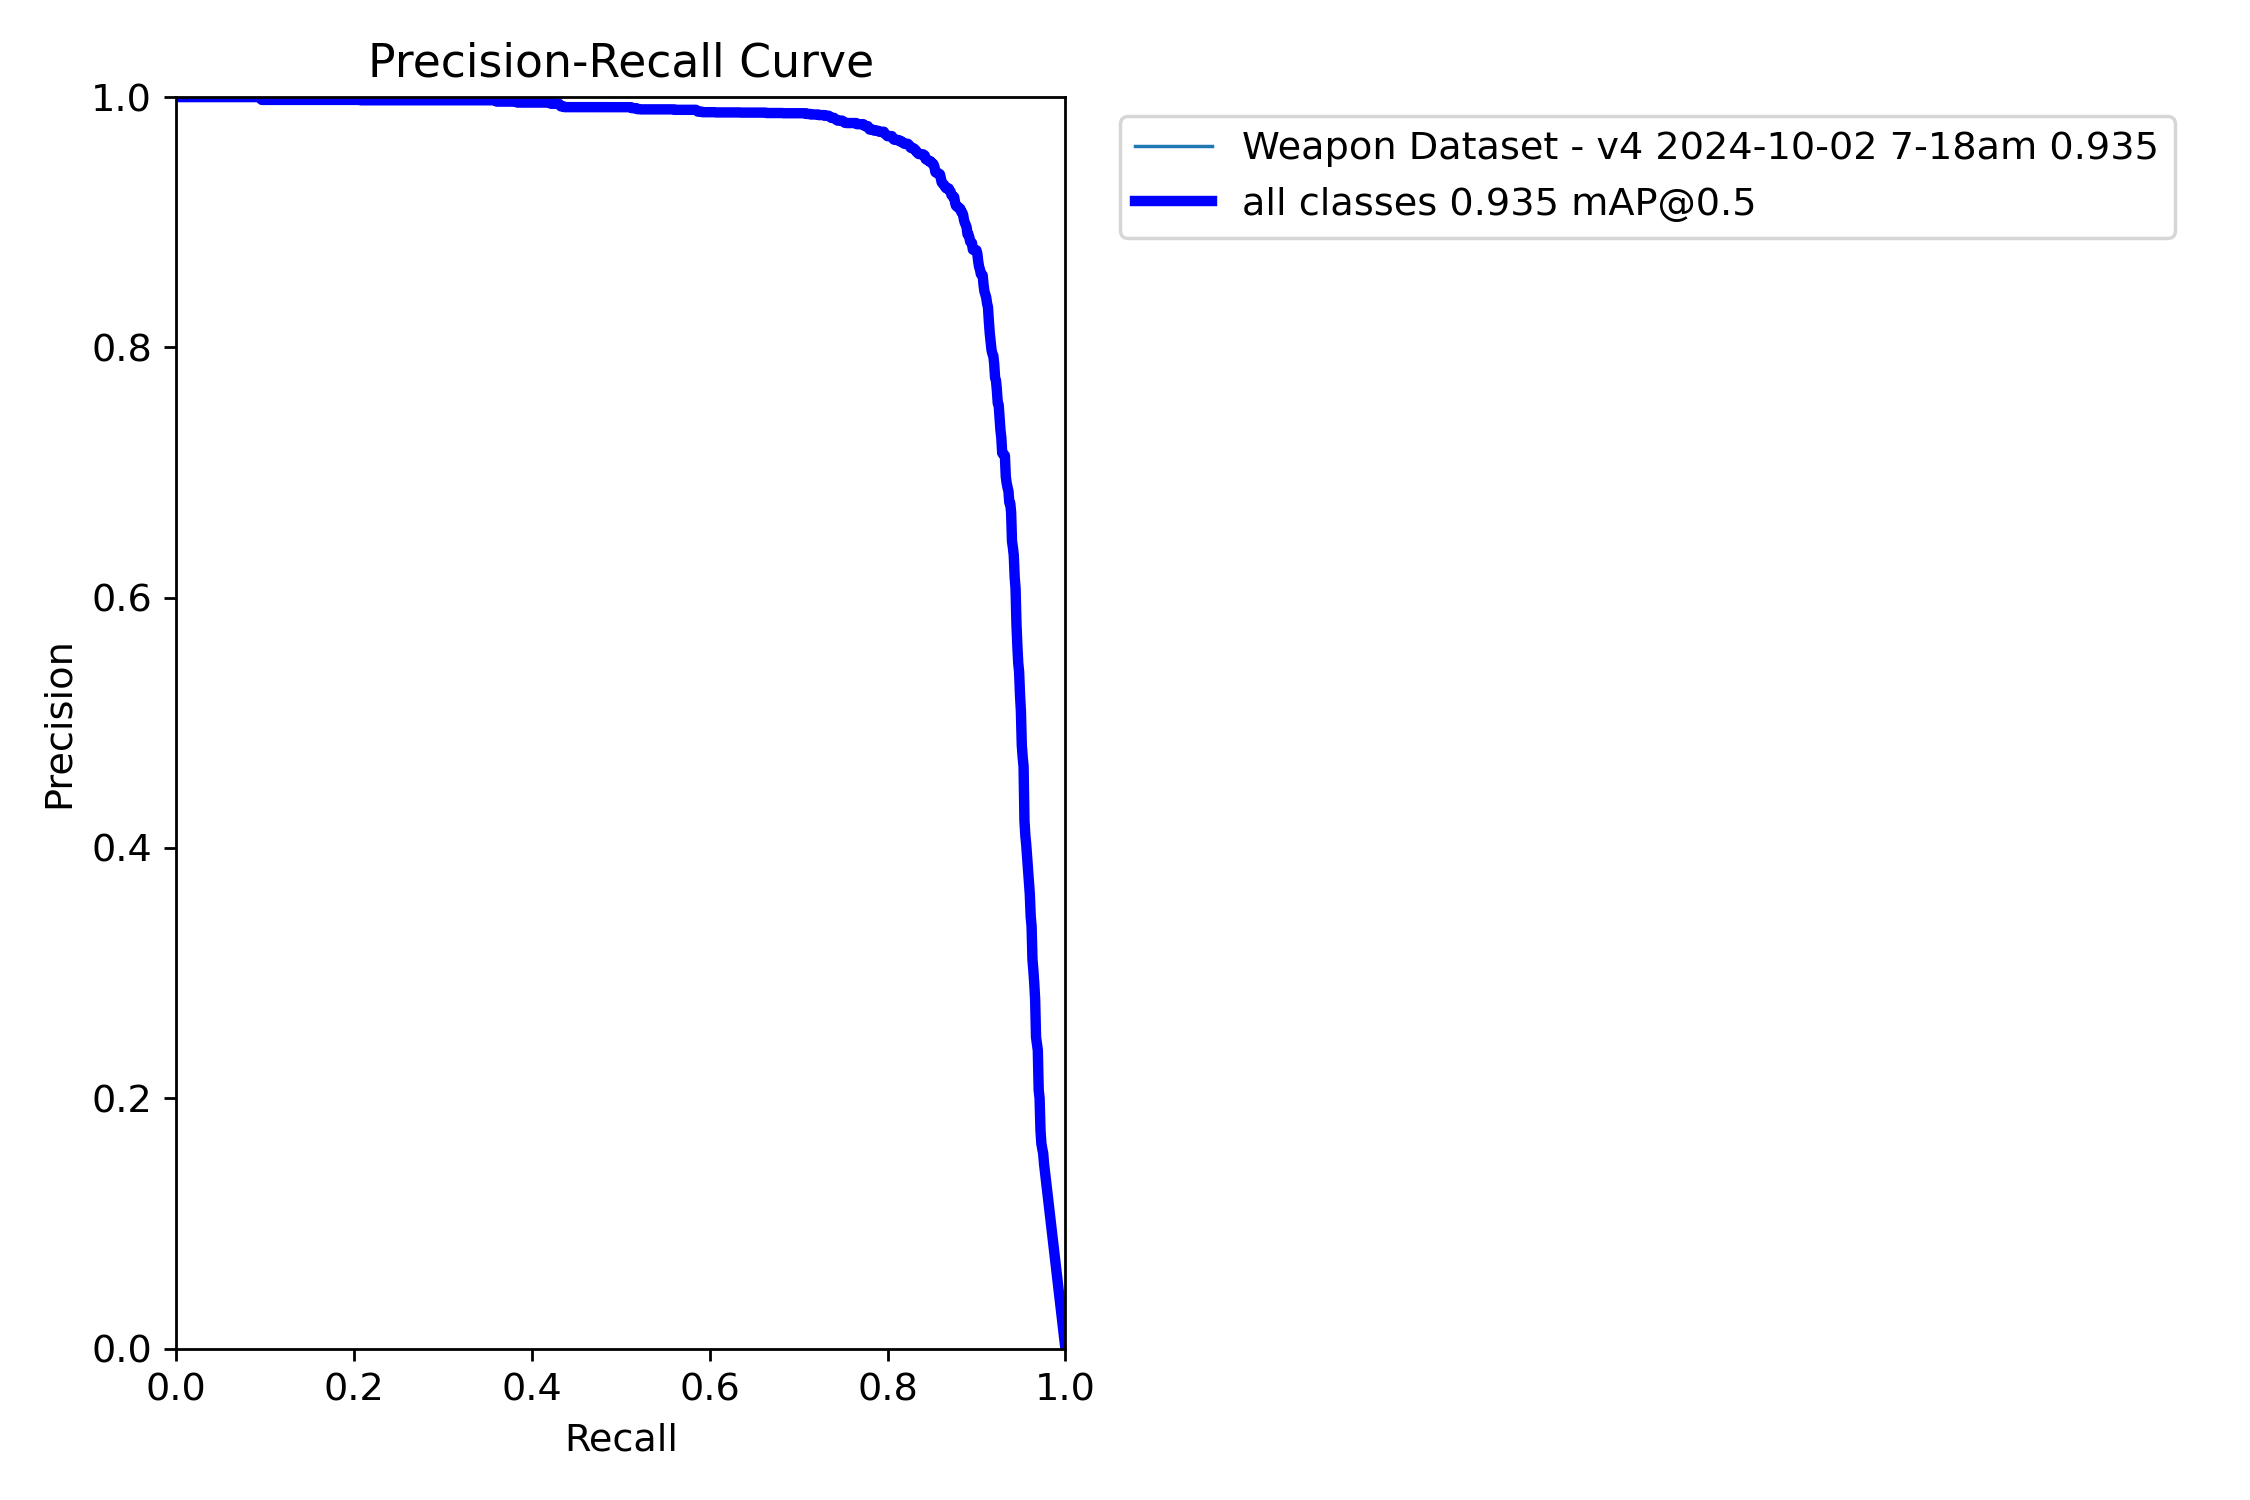 Precision-Recall Curve
Weapon Dataset - v4 2024-10-02 7-18am 0.935
all classes 0.935 mAP@0.5
Precision
1.0
0.8
0.6
0.4
0.2
0.0
0.0 0.2 0.4 0.6 0.8 1.0
Recall